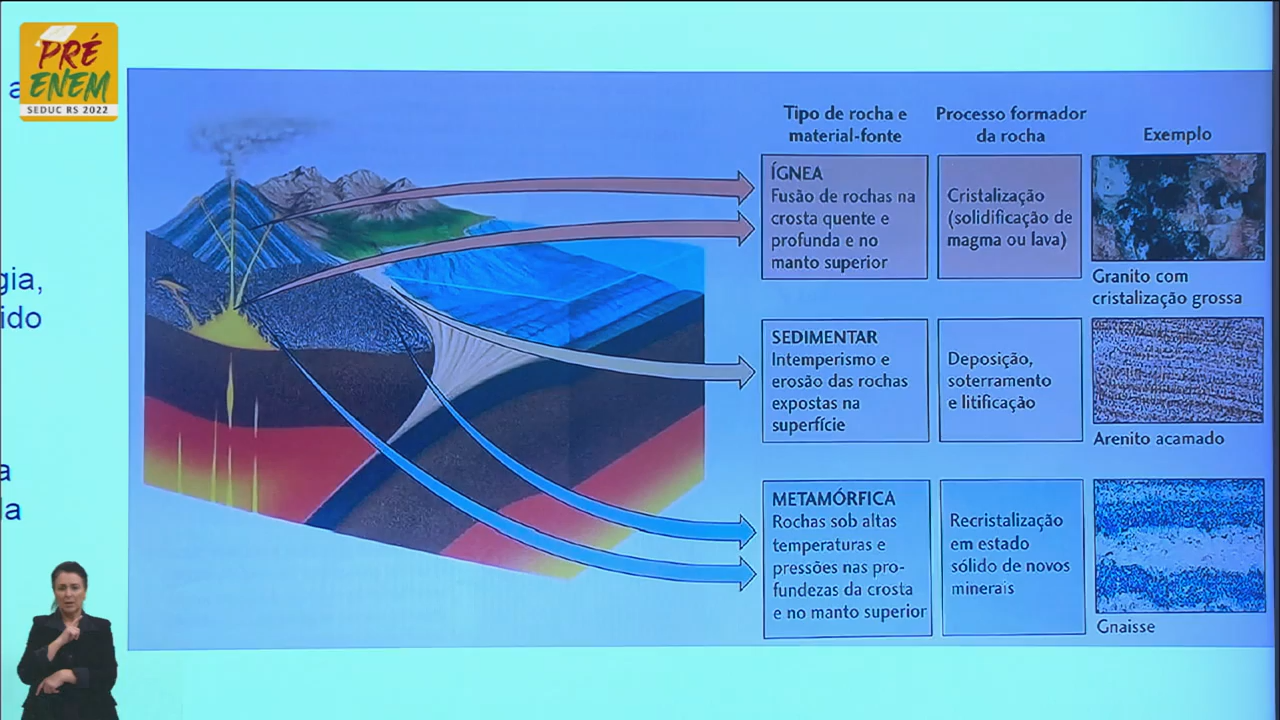 PRÉ
ENEM
SEDUC RS 2022
a
gia,
ido
a
la
Tipo de rocha e
material-fonte
Processo formador
da rocha
Exemplo
ÍGNEA
Fusão de rochas na
crosta quente e
profunda e no
manto superior
Cristalização
(solidificação de
magma ou lava)
Granito com
cristalização grossa
SEDIMENTAR
Intemperismo e
erosão das rochas
expostas na
superfície
Deposição,
soterramento
e litificação
Arenito acamado
METAMÓRFICA
Rochas sob altas
temperaturas e
pressões nas pro-
fundezas da crosta
e no manto superior
Recristalização
em estado
sólido de novos
minerais
Gnaisse